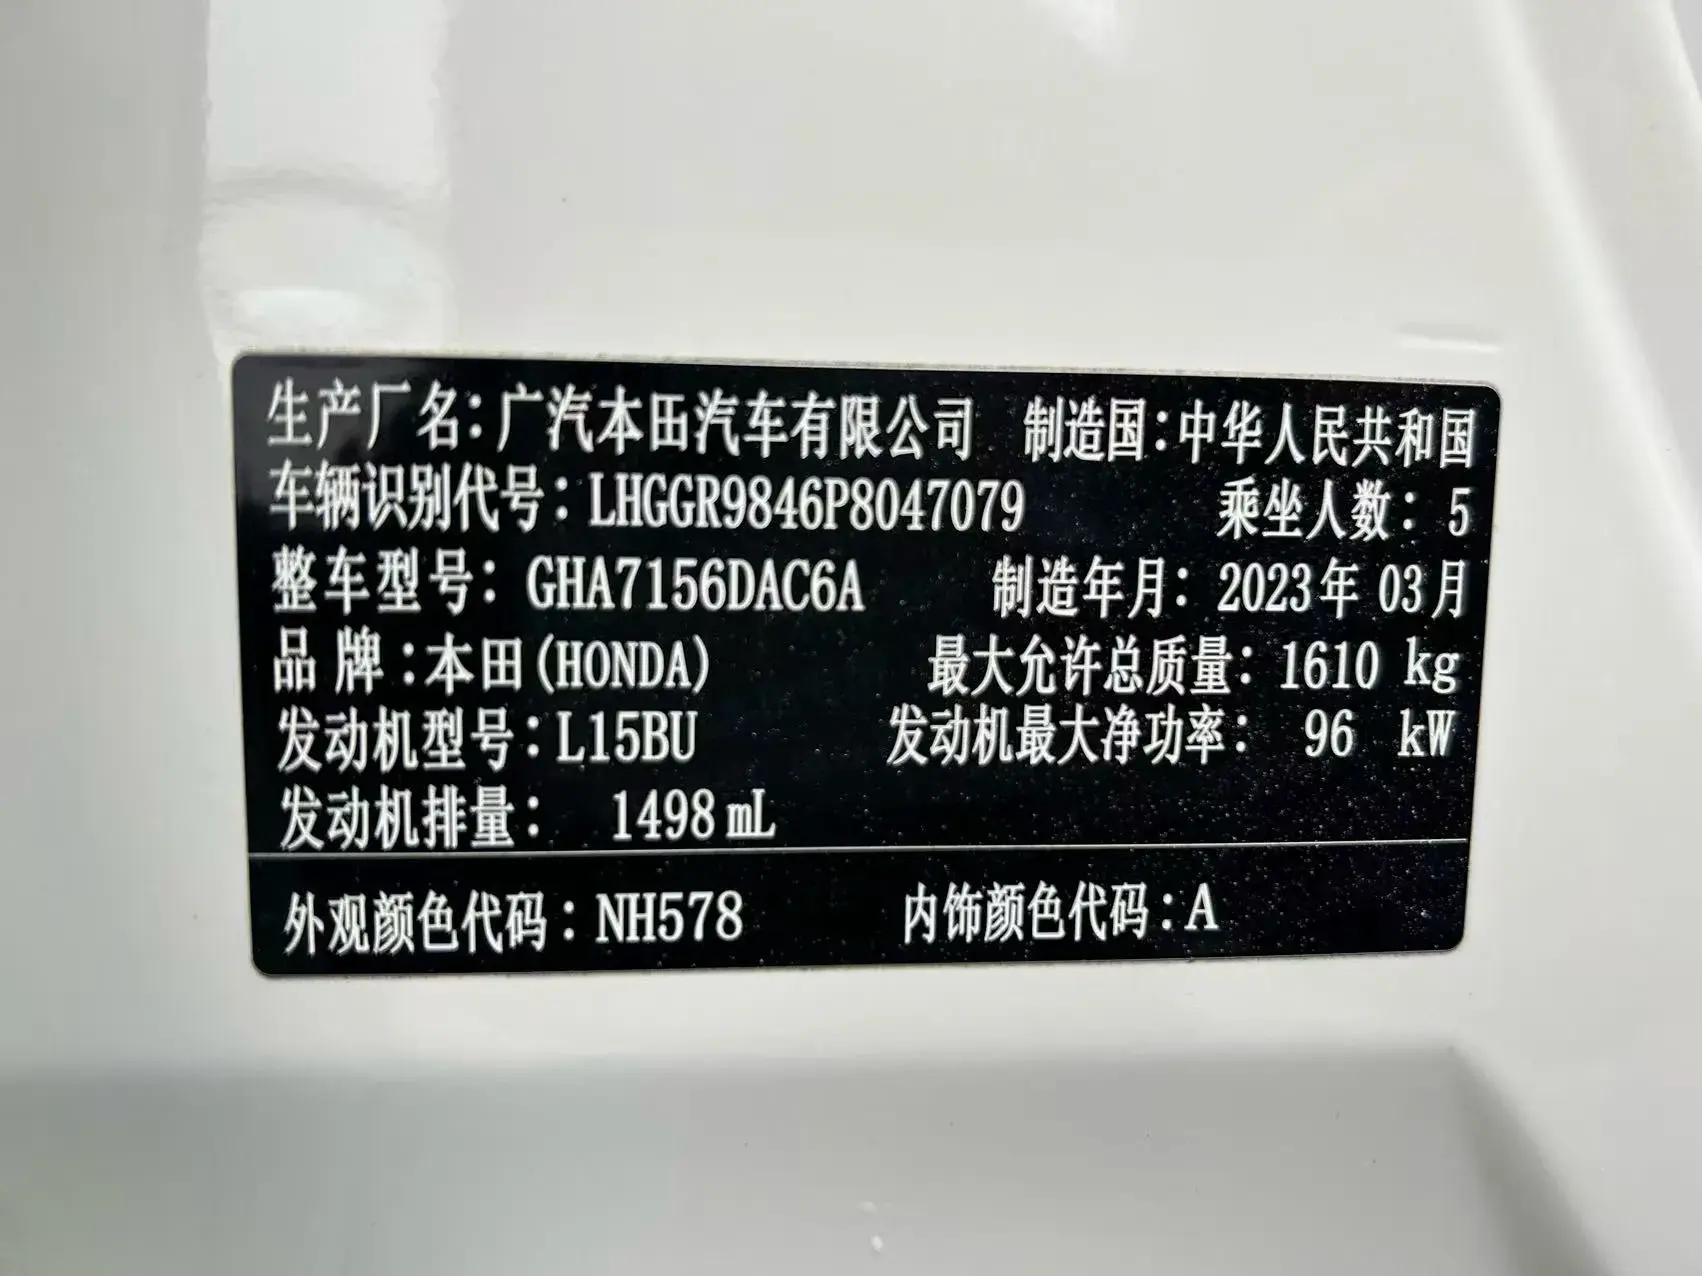 生产厂名:广汽本田汽车有限公司 制造国:中华人民共和国
车辆识别代号:LHGGR9846P8047079 乘坐人数:5
整车型号:GHA7156DAC6A 制造年月:2023年03月
品牌:本田(HONDA) 最大允许总质量:1610 kg
发动机型号:L15BU 发动机最大净功率:96 kW
发动机排量:1498mL
外观颜色代码:NH578 内饰颜色代码:A